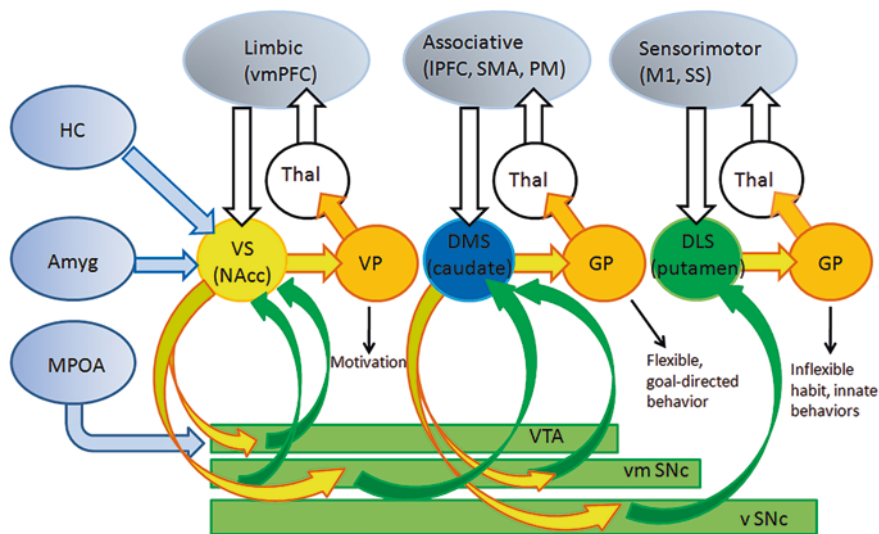 Limbic
(vmPFC)
Associative
(lPFC, SMA, PM)
Sensorimotor
(M1, SS)
HC
Thal
Thal
Thal
Amyg
VS
(NAcc)
VP
DMS
(caudate)
GP
DLS
(putamen)
GP
MPOA
Motivation
Flexible,
goal-directed
behavior
Inflexible
habit, innate
behaviors
VTA
vm SNc
v SNc